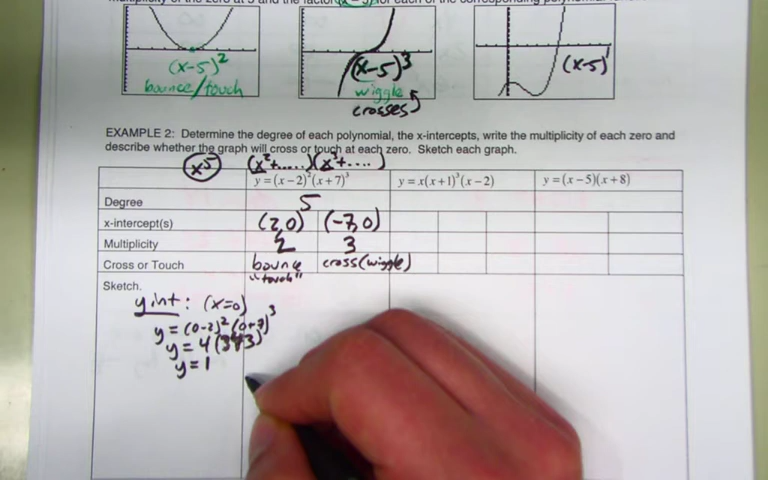 (x-5)² (x-5)³ (x-5)¹
bounce/touch wiggle
crosses
EXAMPLE 2: Determine the degree of each polynomial, the x-intercepts, write the multiplicity of each zero and
describe whether the graph will cross or touch at each zero. Sketch each graph.
x⁵ (x²+.....)(x³+....)
y = (x − 2)²(x + 7)³ y = x(x + 1)³(x − 2) y = (x − 5)(x + 8)
Degree 5
x-intercept(s) (2,0) (-7,0)
Multiplicity 2 3
Cross or Touch bounce cross(wiggle)
"touch"
Sketch.
y int: (x=0)
y = (0-2)² (0+7)³
y = 4(343)
y = 1